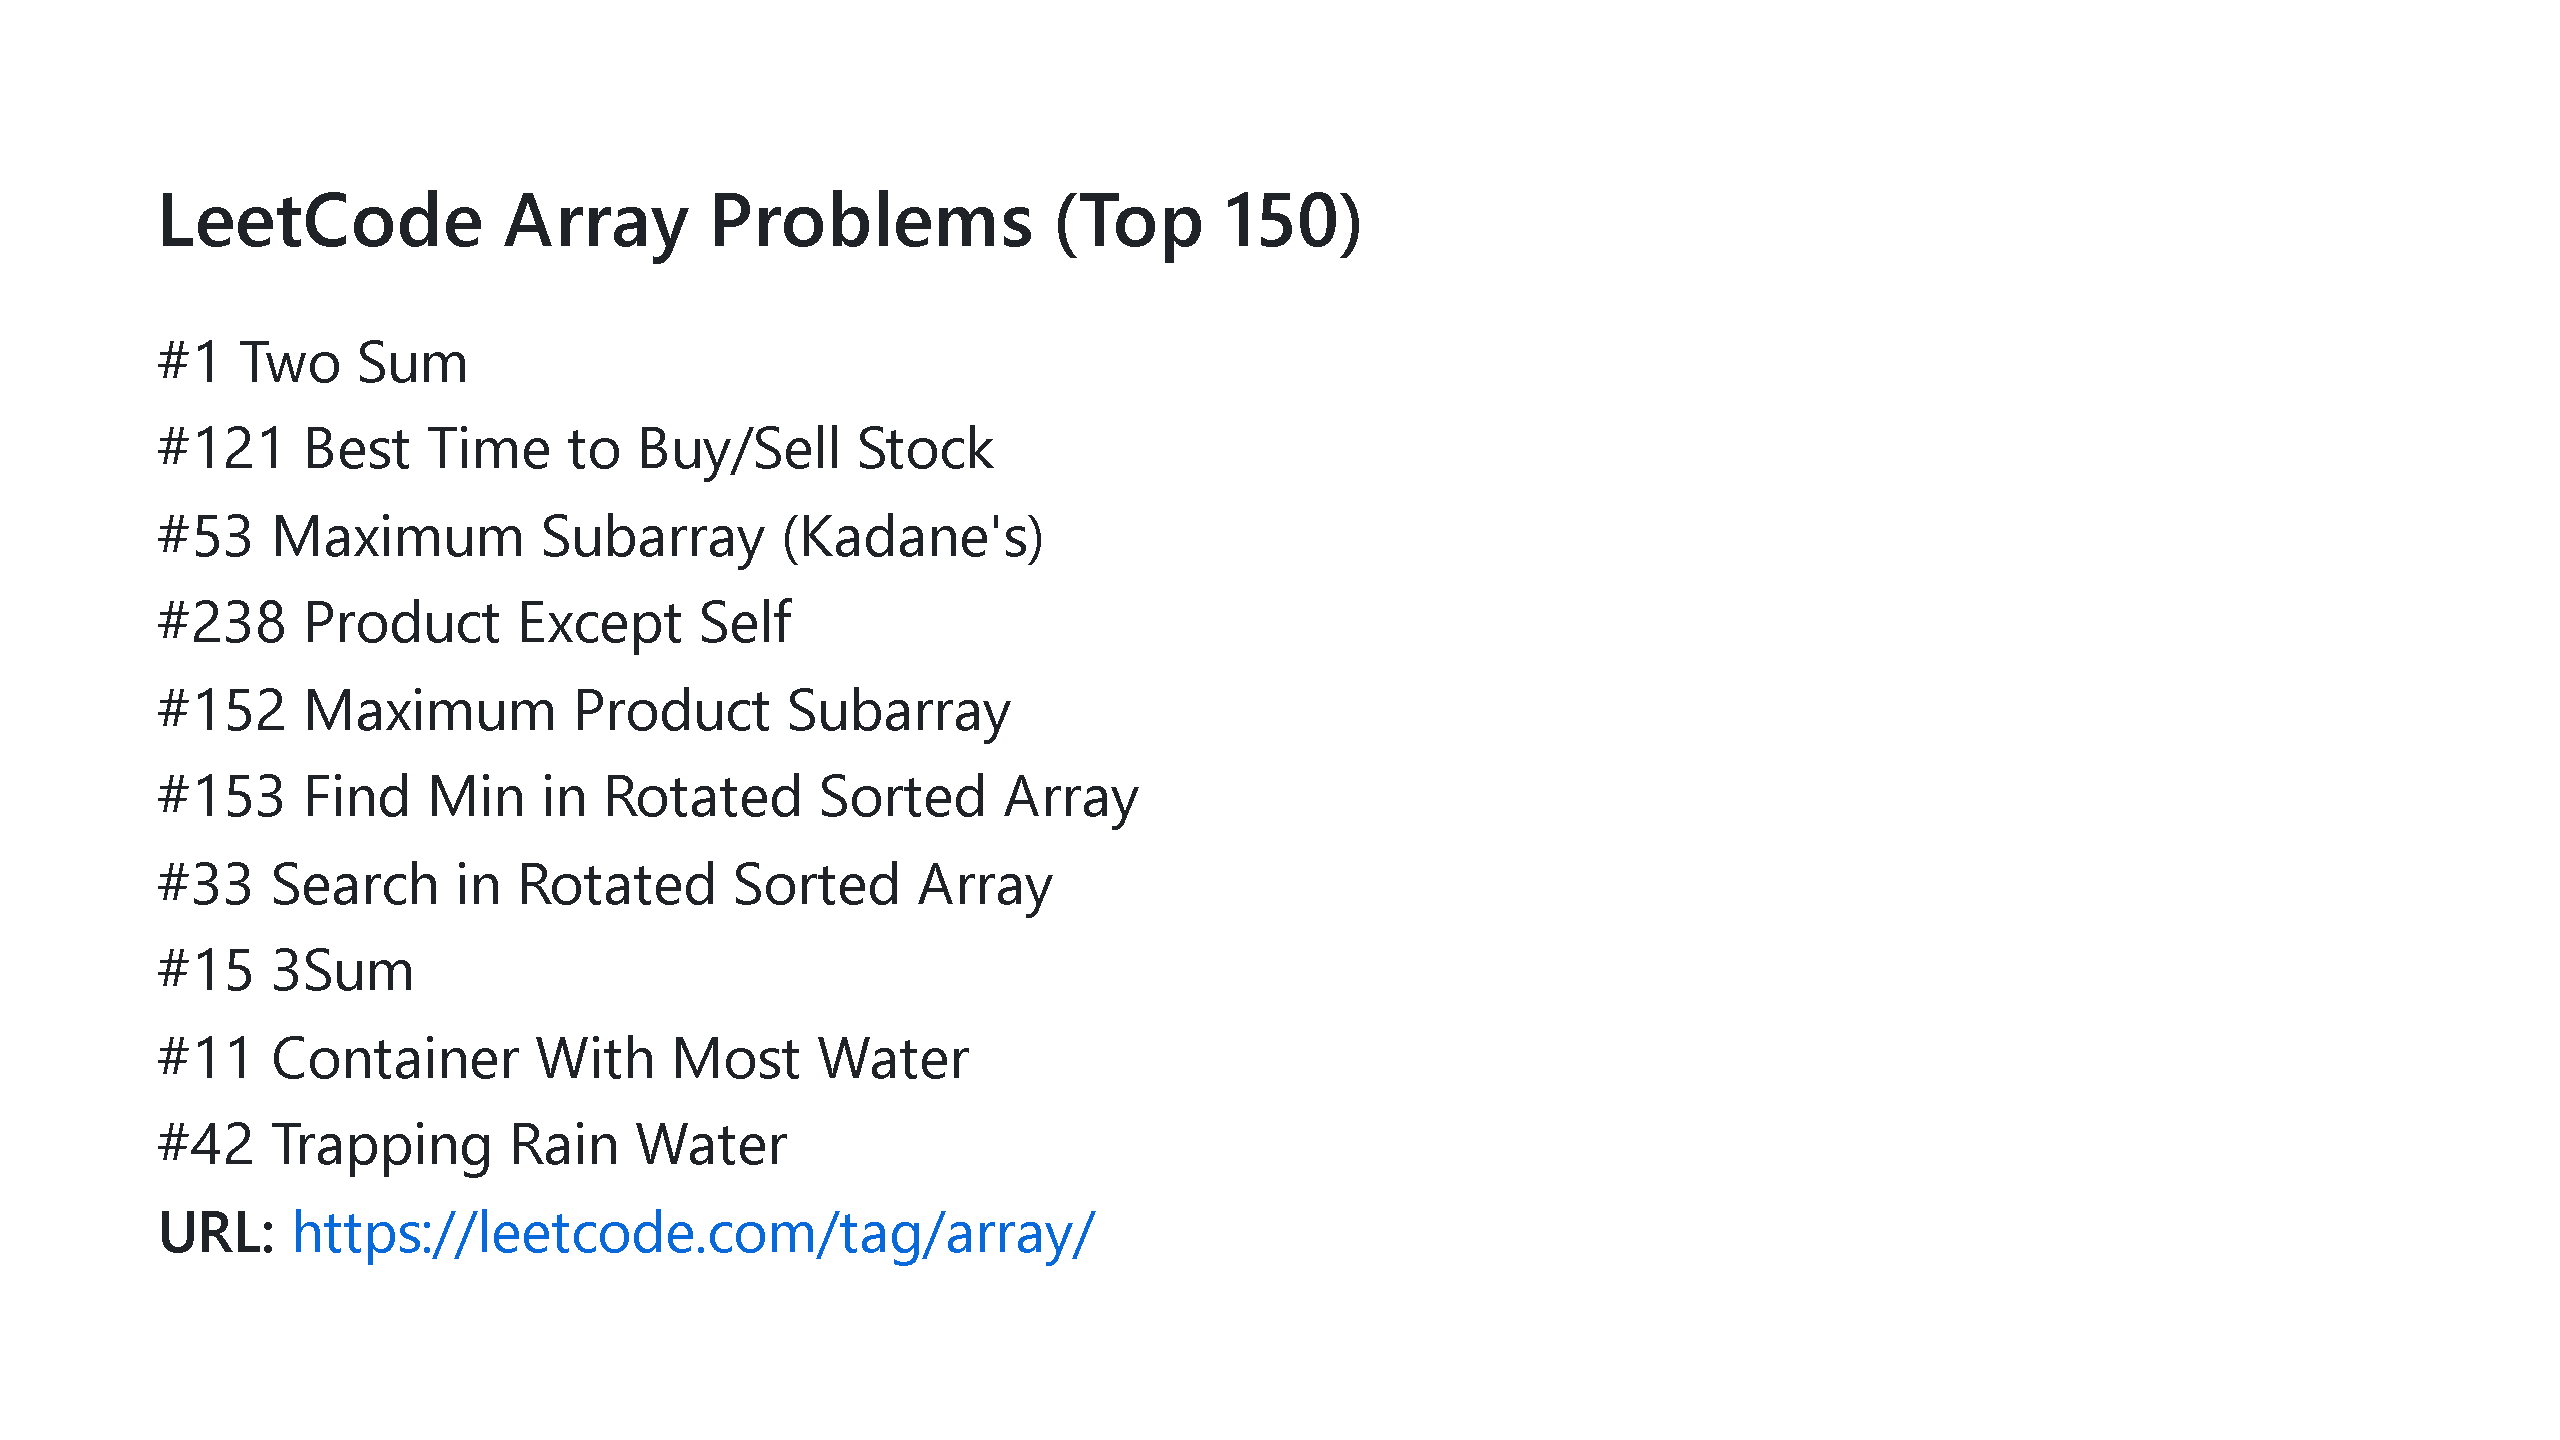 LeetCode Array Problems (Top 150)
#1 Two Sum
#121 Best Time to Buy/Sell Stock
#53 Maximum Subarray (Kadane's)
#238 Product Except Self
#152 Maximum Product Subarray
#153 Find Min in Rotated Sorted Array
#33 Search in Rotated Sorted Array
#15 3Sum
#11 Container With Most Water
#42 Trapping Rain Water
URL: https://leetcode.com/tag/array/